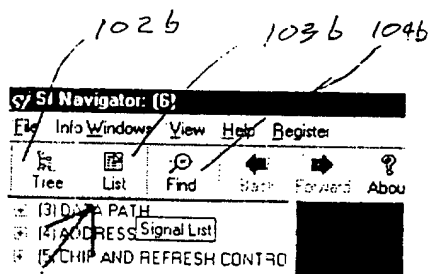 102b 103b 104b
SI Navigator: (6)
File Info Windows View Help Register
Tree List Find Back Forward Abou
(3) DATA PATH
(4) ADDRESS Signal List
(5) CHIP AND REFRESH CONTRO